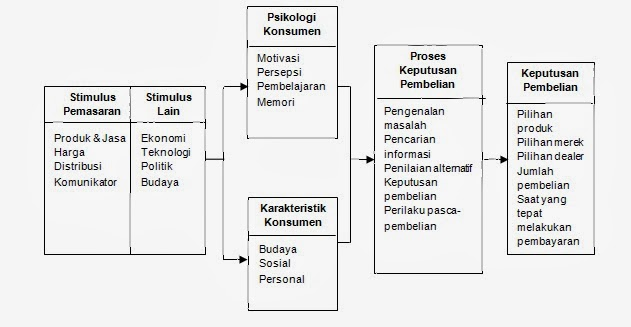 Stimulus
Pemasaran
Produk & Jasa
Harga
Distribusi
Komunikator
Stimulus
Lain
Ekonomi
Teknologi
Politik
Budaya
Psikologi
Konsumen
Motivasi
Persepsi
Pembelajaran
Memori
Karakteristik
Konsumen
Budaya
Sosial
Personal
Proses
Keputusan
Pembelian
Pengenalan
masalah
Pencarian
informasi
Penilaian alternatif
Keputusan
pembelian
Perilaku pasca-
pembelian
Keputusan
Pembelian
Pilihan
produk
Pilihan merek
Pilihan dealer
Jumlah
pembelian
Saat yang
tepat
melakukan
pembayaran